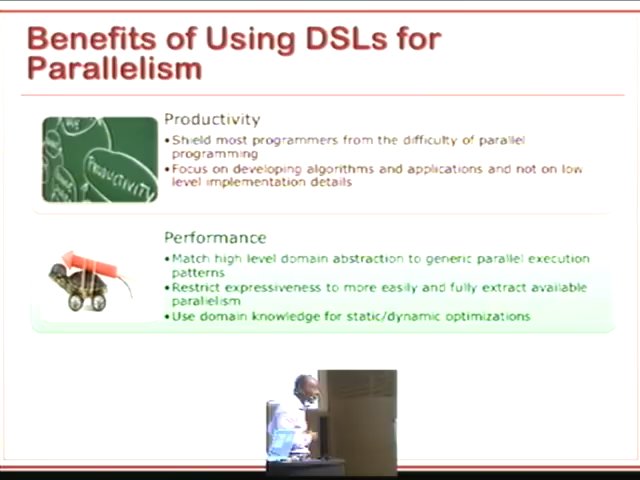 Benefits of Using DSLs for
Parallelism
Productivity
•Shield most programmers from the difficulty of parallel
programming
•Focus on developing algorithms and applications and not on low
level implementation details
PRODUCTIVITY
Performance
•Match high level domain abstraction to generic parallel execution
patterns
•Restrict expressiveness to more easily and fully extract available
parallelism
•Use domain knowledge for static/dynamic optimizations